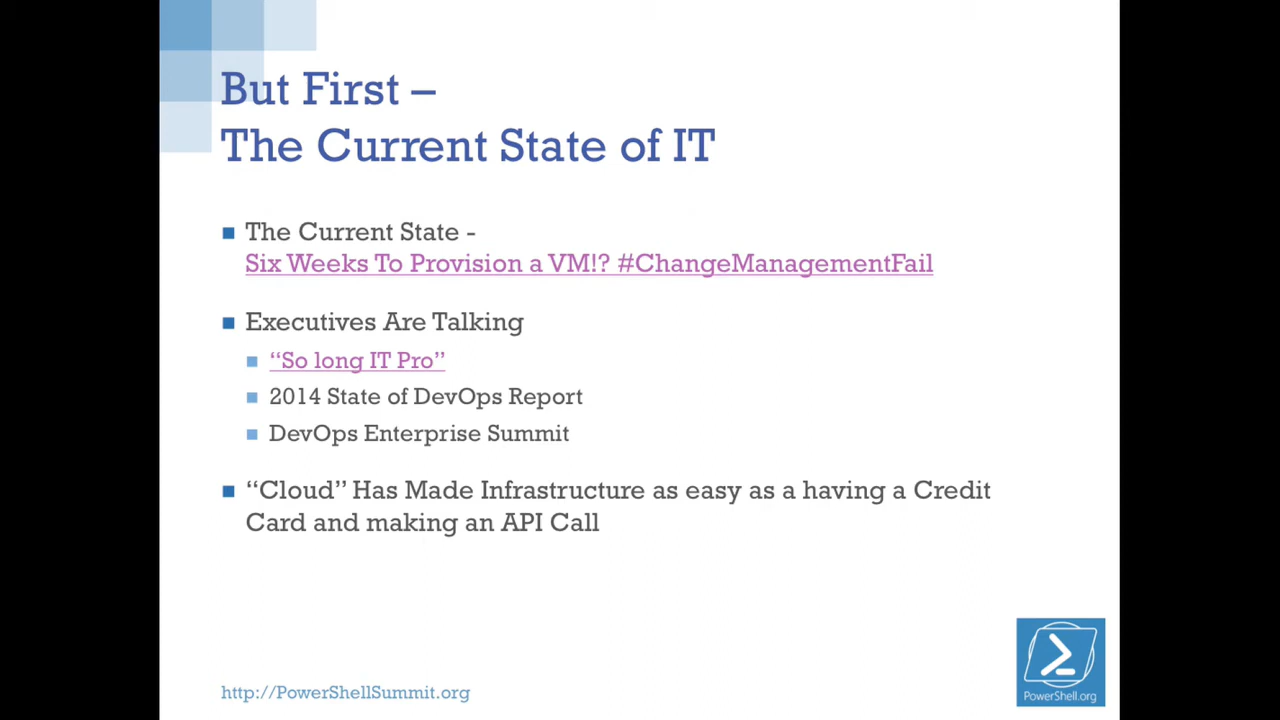 But First –
The Current State of IT
The Current State -
Six Weeks To Provision a VM!? #ChangeManagementFail
Executives Are Talking
“So long IT Pro”
2014 State of DevOps Report
DevOps Enterprise Summit
“Cloud” Has Made Infrastructure as easy as a having a Credit
Card and making an API Call
http://PowerShellSummit.org
PowerShell.org